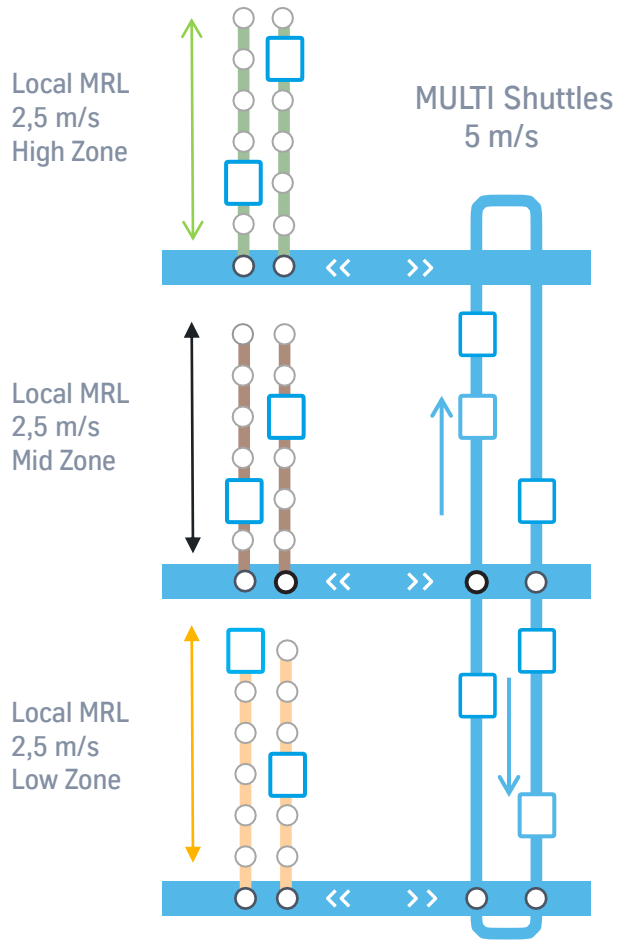 Local MRL
2,5 m/s
High Zone
MULTI Shuttles
5 m/s
Local MRL
2,5 m/s
Mid Zone
Local MRL
2,5 m/s
Low Zone